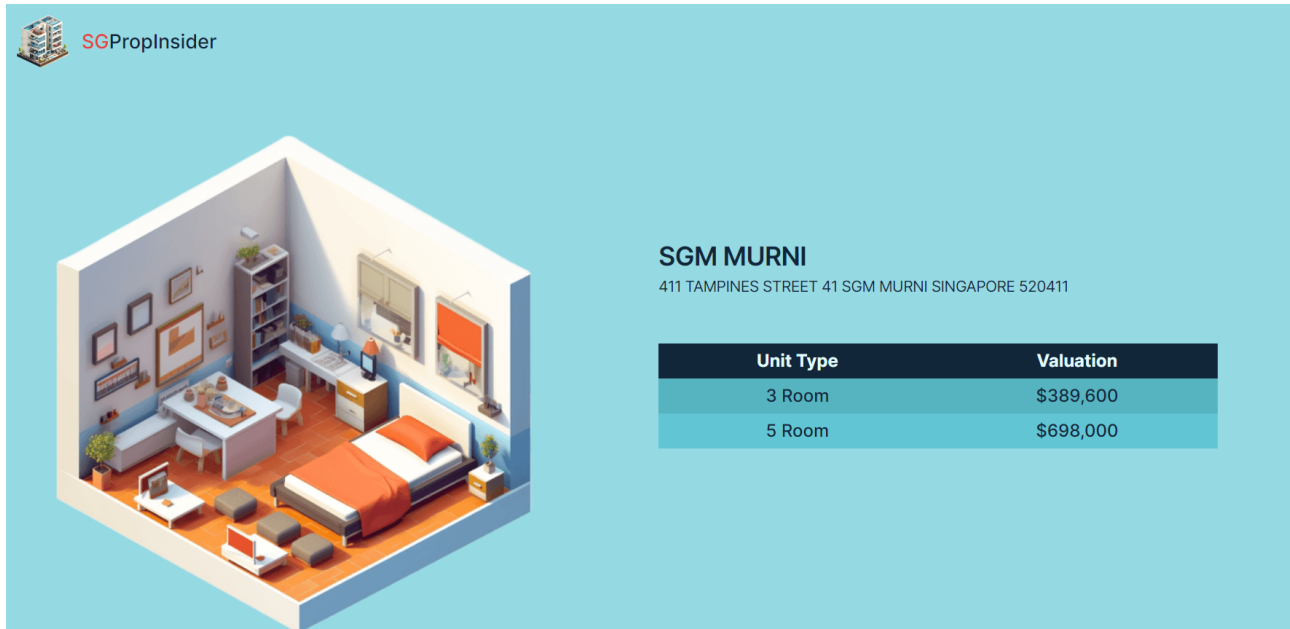 SGPropInsider
SGM MURNI
411 TAMPINES STREET 41 SGM MURNI SINGAPORE 520411
Unit Type Valuation
3 Room $389,600
5 Room $698,000